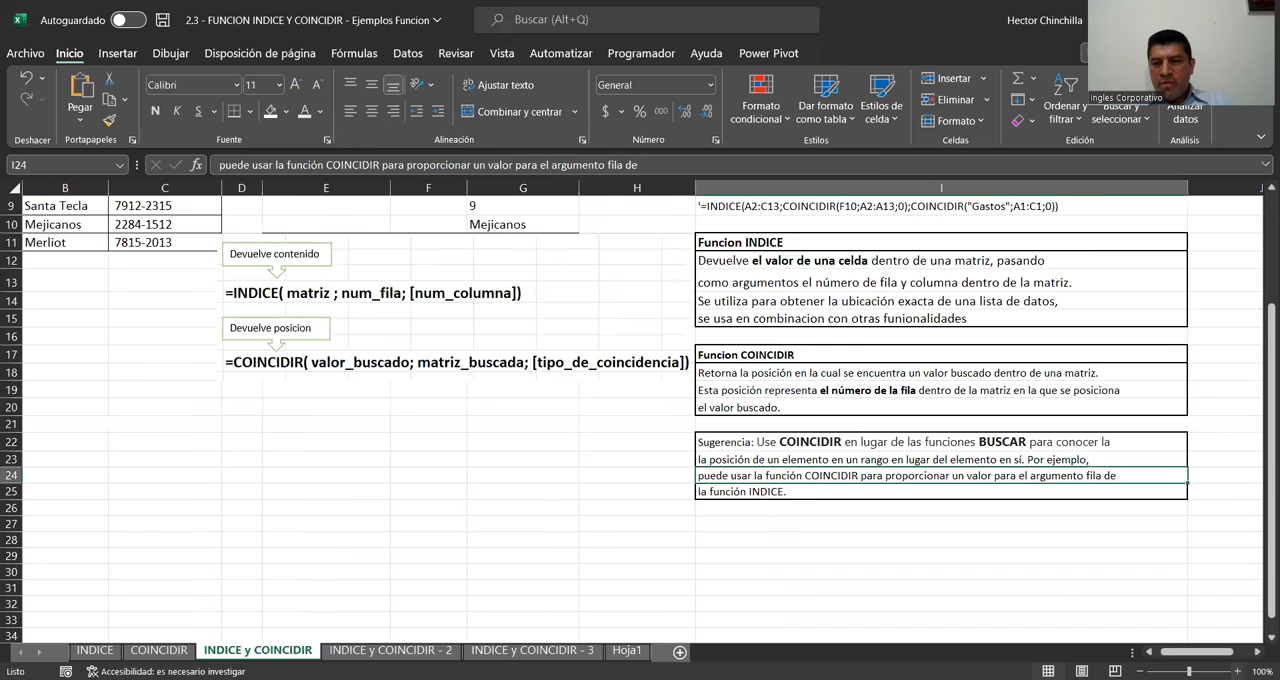 Autoguardado
2.3 - FUNCION INDICE Y COINCIDIR - Ejemplos Funcion
Buscar (Alt+Q)
Hector Chinchilla
Archivo Inicio Insertar Dibujar Disposición de página Fórmulas Datos Revisar Vista Automatizar Programador Ayuda Power Pivot
Pegar
Calibri 11
Ajustar texto
General
Formato condicional
Dar formato como tabla
Estilos de celda
Insertar
Eliminar
Formato
Ordenar y filtrar
Buscar y seleccionar
Analizar datos
N K S
Combinar y centrar
$ % 000
Ingles Corporativo
Deshacer Portapapeles Fuente Alineación Número Estilos Celdas Edición Análisis
I24
fx
puede usar la función COINCIDIR para proporcionar un valor para el argumento fila de
B C D E F G H I J
9 Santa Tecla 7912-2315 9 '=INDICE(A2:C13;COINCIDIR(F10;A2:A13;0);COINCIDIR("Gastos";A1:C1;0))
10 Mejicanos 2284-1512 Mejicanos
11 Merliot 7815-2013 Funcion INDICE
12 Devuelve contenido Devuelve el valor de una celda dentro de una matriz, pasando
13 como argumentos el número de fila y columna dentro de la matriz.
14 =INDICE( matriz ; num_fila; [num_columna]) Se utiliza para obtener la ubicación exacta de una lista de datos,
15 se usa en combinacion con otras funionalidades
16 Devuelve posicion
17 Funcion COINCIDIR
18 =COINCIDIR( valor_buscado; matriz_buscada; [tipo_de_coincidencia]) Retorna la posición en la cual se encuentra un valor buscado dentro de una matriz.
19 Esta posición representa el número de la fila dentro de la matriz en la que se posiciona
20 el valor buscado.
21
22 Sugerencia: Use COINCIDIR en lugar de las funciones BUSCAR para conocer la
23 la posición de un elemento en un rango en lugar del elemento en sí. Por ejemplo,
24 puede usar la función COINCIDIR para proporcionar un valor para el argumento fila de
25 la función INDICE.
26
27
28
29
30
31
32
33
34
INDICE COINCIDIR INDICE y COINCIDIR INDICE y COINCIDIR - 2 INDICE y COINCIDIR - 3 Hoja1
Listo Accesibilidad: es necesario investigar 100%